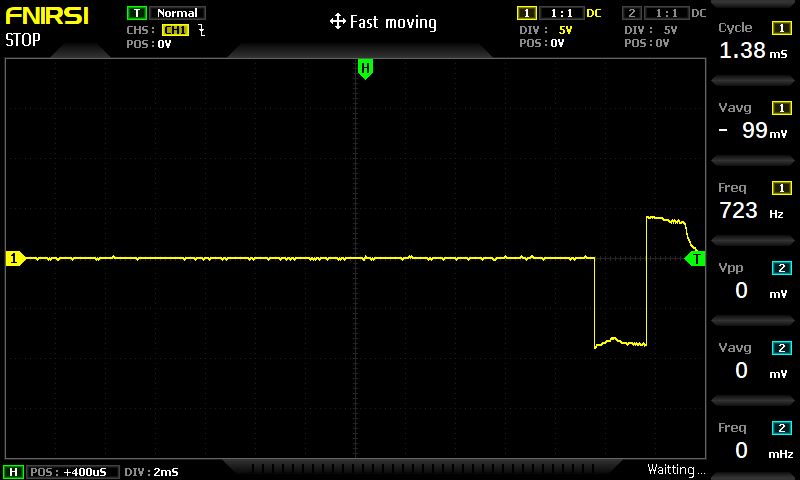 FNIRSI
STOP
T Normal
CHS: CH1
POS: 0V
Fast moving
1 1:1 DC
DIV: 5V
POS: 0V
2 1:1 DC
DIV: 5V
POS: 0V
H
1
T
Cycle 1
1.38 mS
Vavg 1
- 99 mV
Freq 1
723 Hz
Vpp 2
0 mV
Vavg 2
0 mV
Freq 2
0 mHz
H POS: +400uS DIV: 2mS
Waitting...